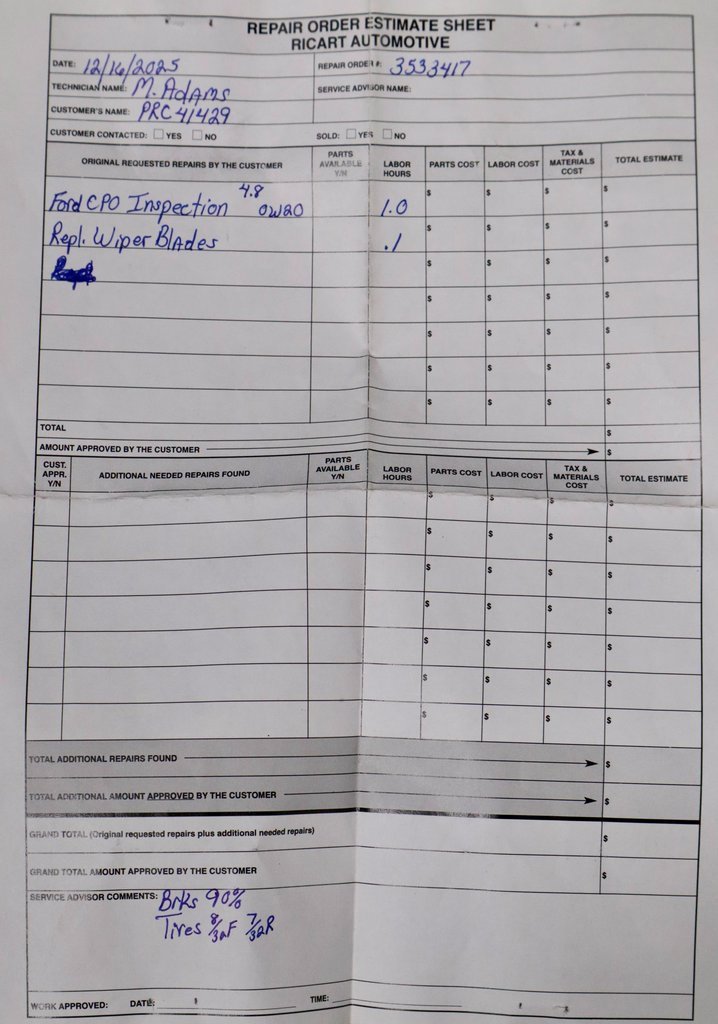 REPAIR ORDER ESTIMATE SHEET
RICART AUTOMOTIVE
DATE: 12/16/2025 REPAIR ORDER #: 3533417
TECHNICIAN NAME: M. Adams SERVICE ADVISOR NAME:
CUSTOMER'S NAME: PRC41429
CUSTOMER CONTACTED: YES NO SOLD: YES NO
ORIGINAL REQUESTED REPAIRS BY THE CUSTOMER PARTS AVAILABLE Y/N LABOR HOURS PARTS COST LABOR COST TAX & MATERIALS COST TOTAL ESTIMATE
Ford CPO Inspection 4.8 0W20 1.0 $ $ $ $
Repl. Wiper Blades .1 $ $ $ $
$ $ $ $
$ $ $ $
$ $ $ $
$ $ $ $
$ $ $ $
TOTAL $
AMOUNT APPROVED BY THE CUSTOMER $
CUST. APPR. Y/N ADDITIONAL NEEDED REPAIRS FOUND PARTS AVAILABLE Y/N LABOR HOURS PARTS COST LABOR COST TAX & MATERIALS COST TOTAL ESTIMATE
$ $ $ $
$ $ $ $
$ $ $ $
$ $ $ $
$ $ $ $
$ $ $ $
$ $ $ $
TOTAL ADDITIONAL REPAIRS FOUND $
TOTAL ADDITIONAL AMOUNT APPROVED BY THE CUSTOMER $
GRAND TOTAL (Original requested repairs plus additional needed repairs) $
GRAND TOTAL AMOUNT APPROVED BY THE CUSTOMER $
SERVICE ADVISOR COMMENTS: Brks 90%
Tires 8/32F 7/32R
WORK APPROVED: DATE: TIME: